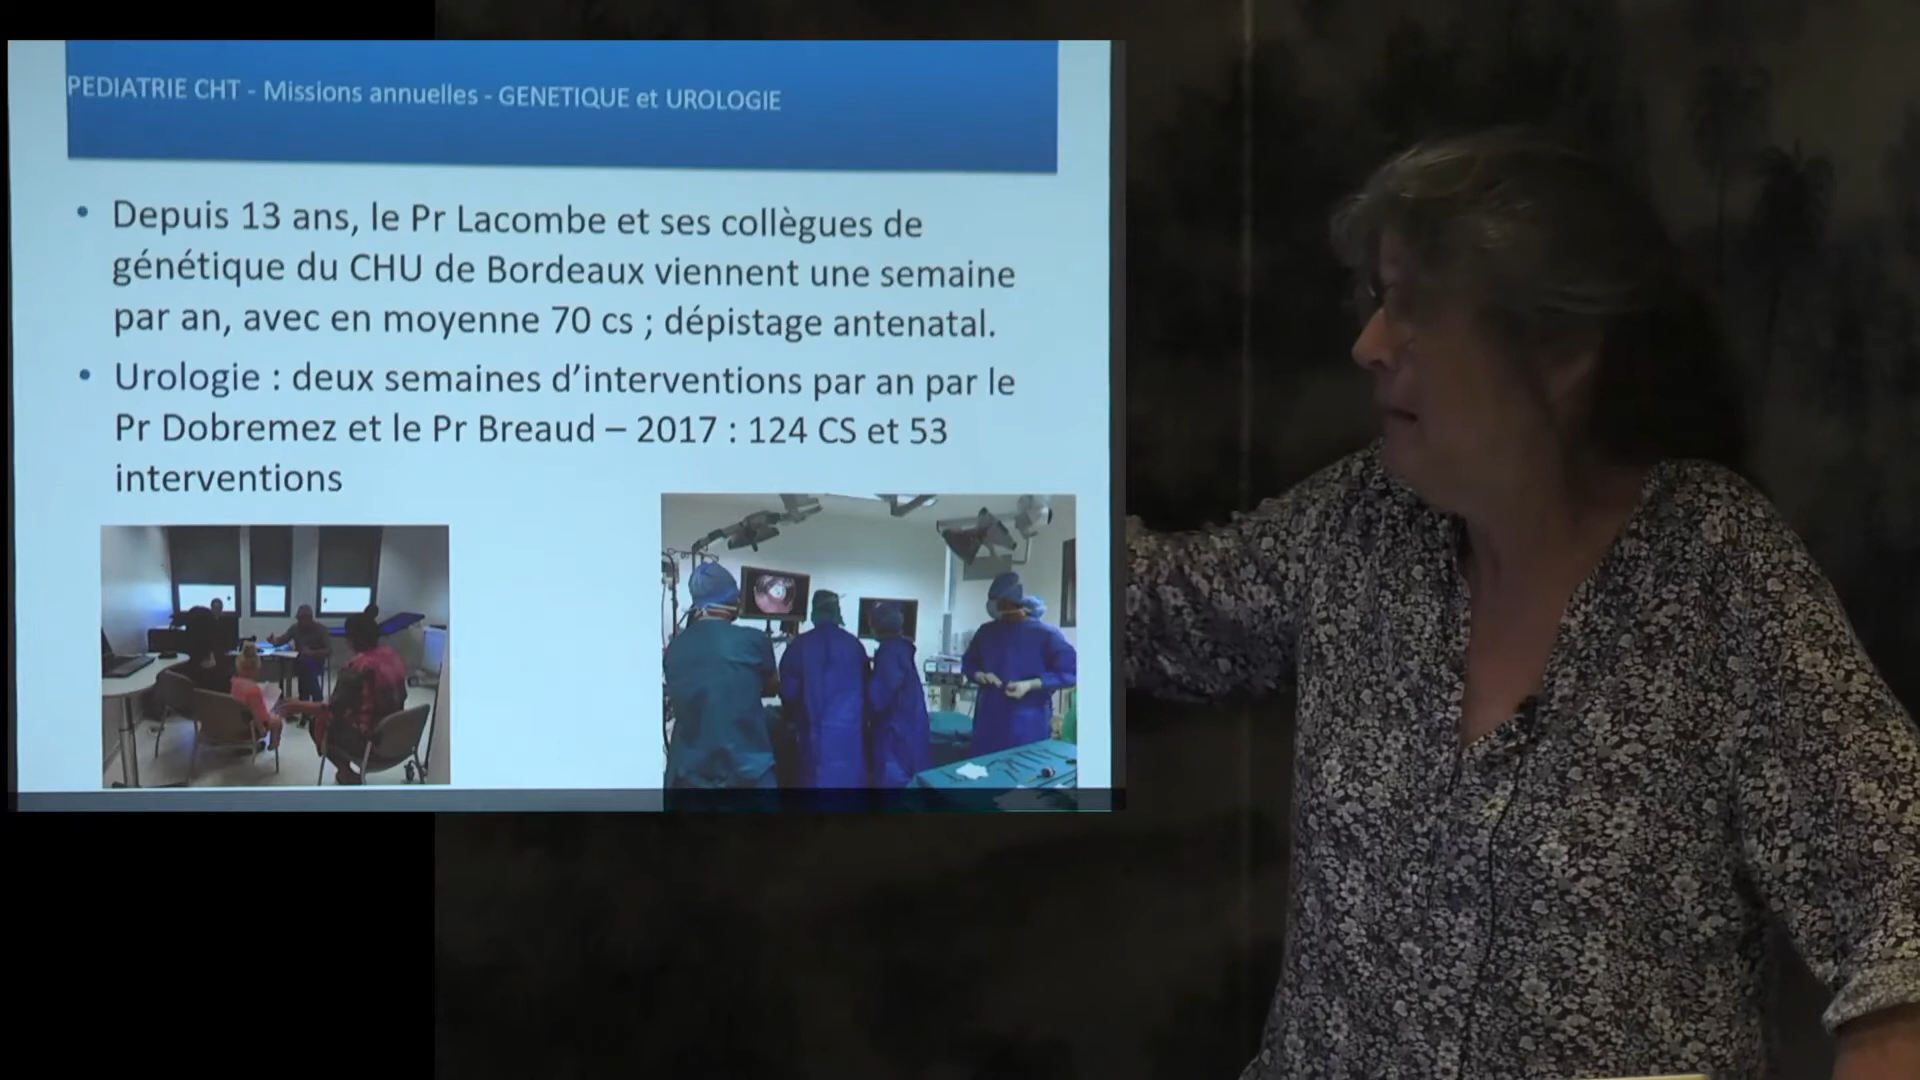 PEDIATRIE CHT - Missions annuelles - GENETIQUE et UROLOGIE
• Depuis 13 ans, le Pr Lacombe et ses collègues de
génétique du CHU de Bordeaux viennent une semaine
par an, avec en moyenne 70 cs ; dépistage antenatal.
• Urologie : deux semaines d’interventions par an par le
Pr Dobremez et le Pr Breaud – 2017 : 124 CS et 53
interventions